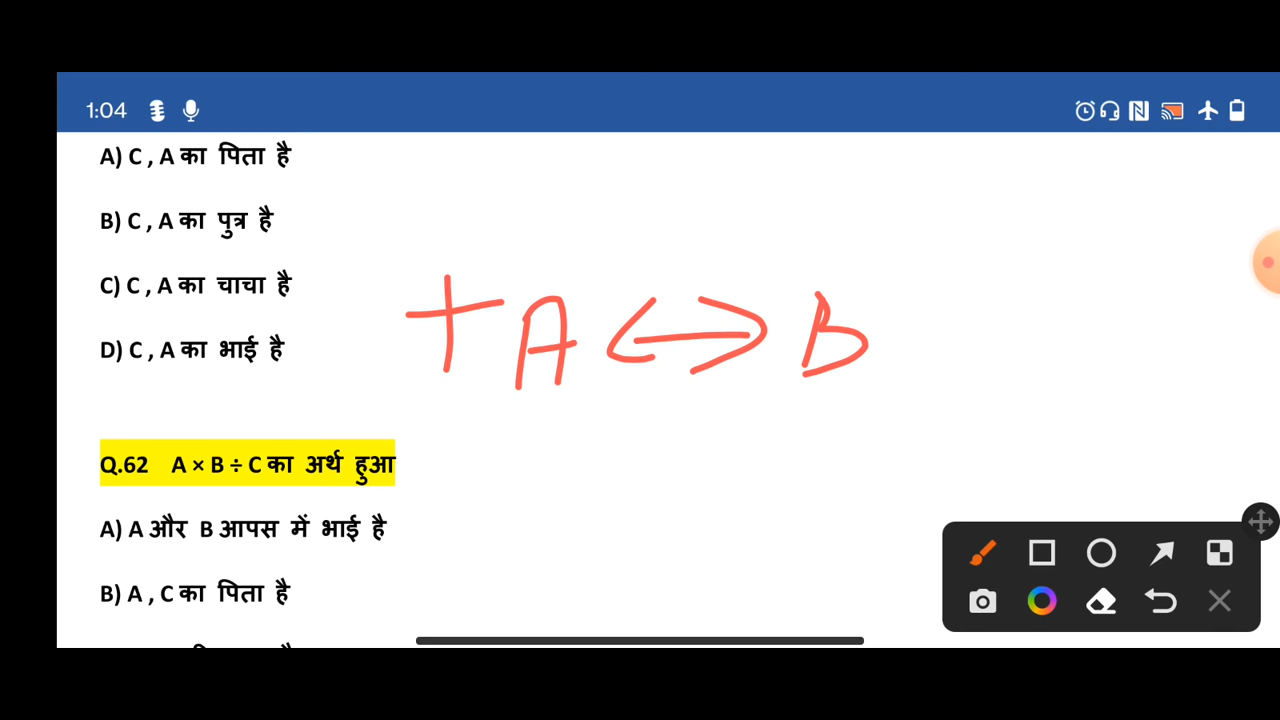 1:04
A) C , A का पिता है
B) C , A का पुत्र है
C) C , A का चाचा है
D) C , A का भाई है
+ A ↔ B
Q.62 A × B ÷ C का अर्थ हुआ
A) A और B आपस में भाई है
B) A , C का पिता है